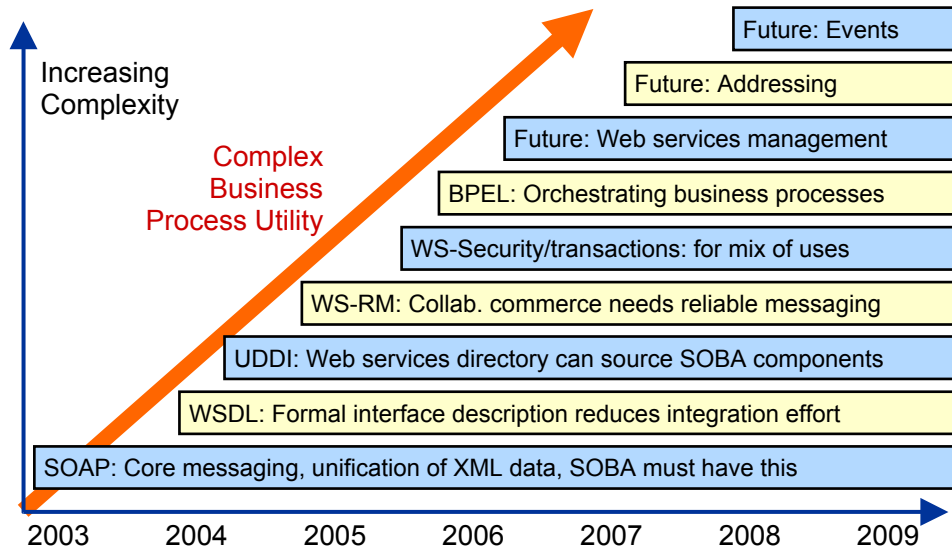 Future: Events
Increasing
Complexity
Future: Addressing
Future: Web services management
Complex
Business
Process Utility
BPEL: Orchestrating business processes
WS-Security/transactions: for mix of uses
WS-RM: Collab. commerce needs reliable messaging
UDDI: Web services directory can source SOBA components
WSDL: Formal interface description reduces integration effort
SOAP: Core messaging, unification of XML data, SOBA must have this
2003 2004 2005 2006 2007 2008 2009